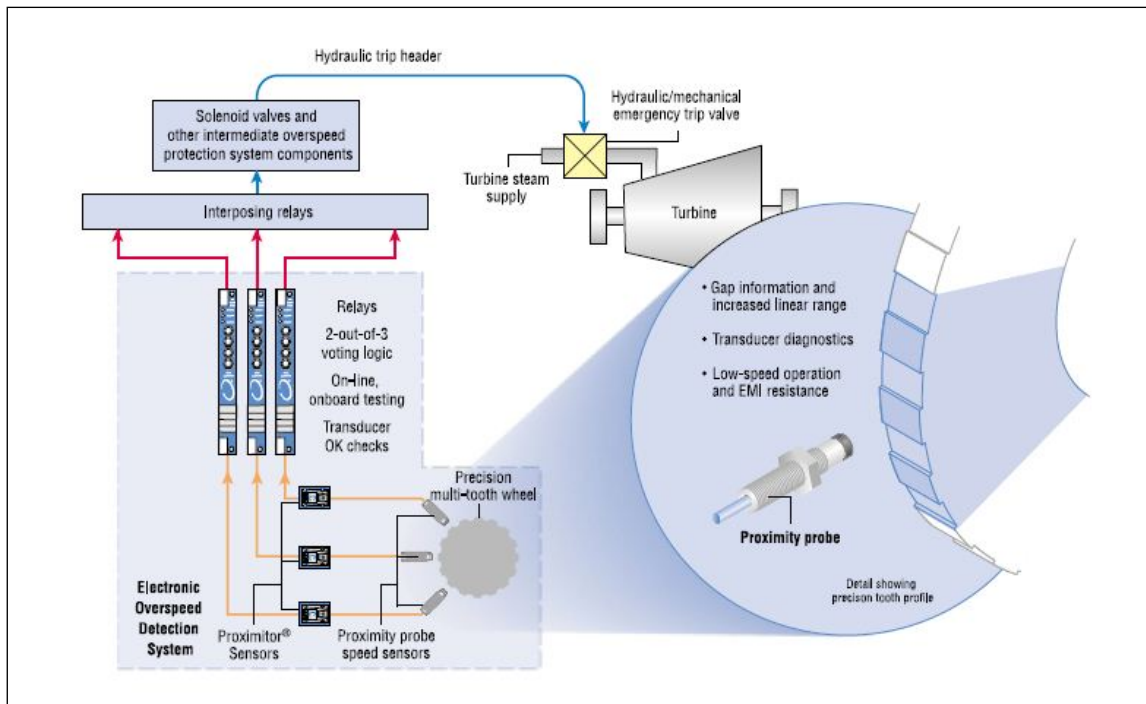 Hydraulic trip header
Solenoid valves and
other intermediate overspeed
protection system components
Hydraulic/mechanical
emergency trip valve
Turbine steam
supply
Turbine
Interposing relays
Relays
2-out-of-3
voting logic
On-line,
onboard testing
Transducer
OK checks
• Gap information and
increased linear range
• Transducer diagnostics
• Low-speed operation
and EMI resistance
Precision
multi-tooth wheel
Proximity probe
Electronic
Overspeed
Detection
System
Proximitor®
Sensors
Proximity probe
speed sensors
Detail showing
precison tooth profile